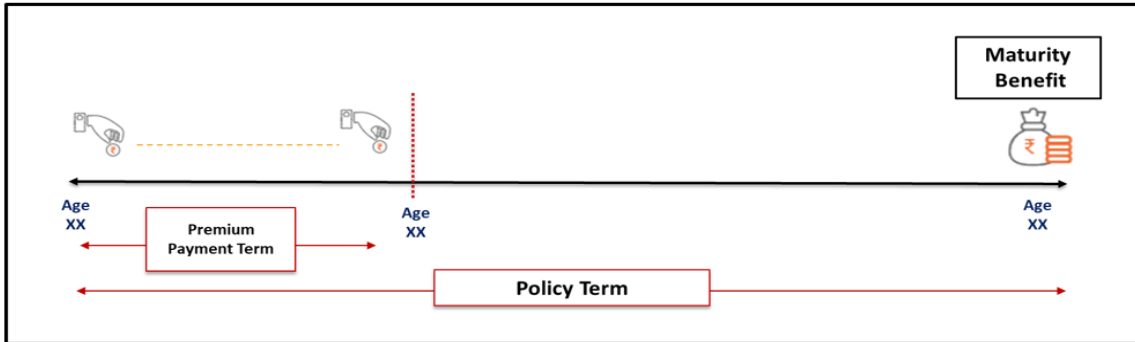 Maturity
Benefit
₹
₹
₹
Age
XX
Age
XX
Age
XX
Premium
Payment Term
Policy Term